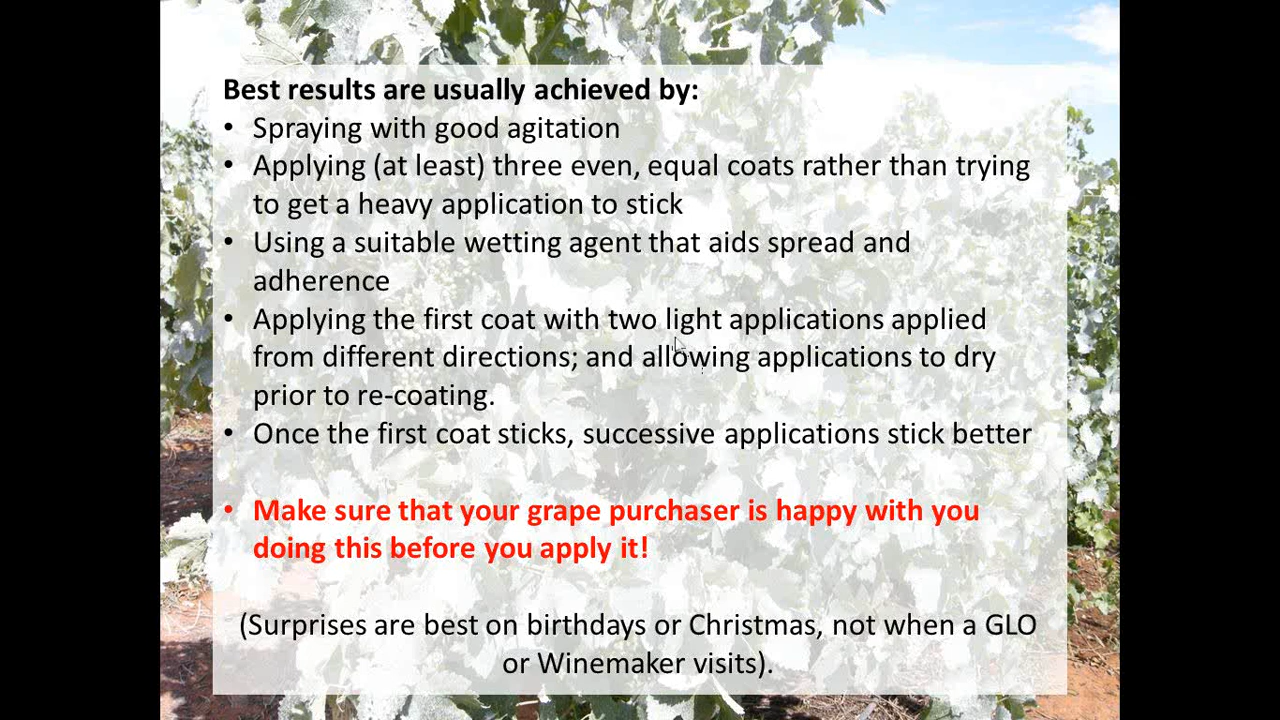 Best results are usually achieved by:
• Spraying with good agitation
• Applying (at least) three even, equal coats rather than trying
to get a heavy application to stick
• Using a suitable wetting agent that aids spread and
adherence
• Applying the first coat with two light applications applied
from different directions; and allowing applications to dry
prior to re-coating.
• Once the first coat sticks, successive applications stick better
• Make sure that your grape purchaser is happy with you
doing this before you apply it!
(Surprises are best on birthdays or Christmas, not when a GLO
or Winemaker visits).